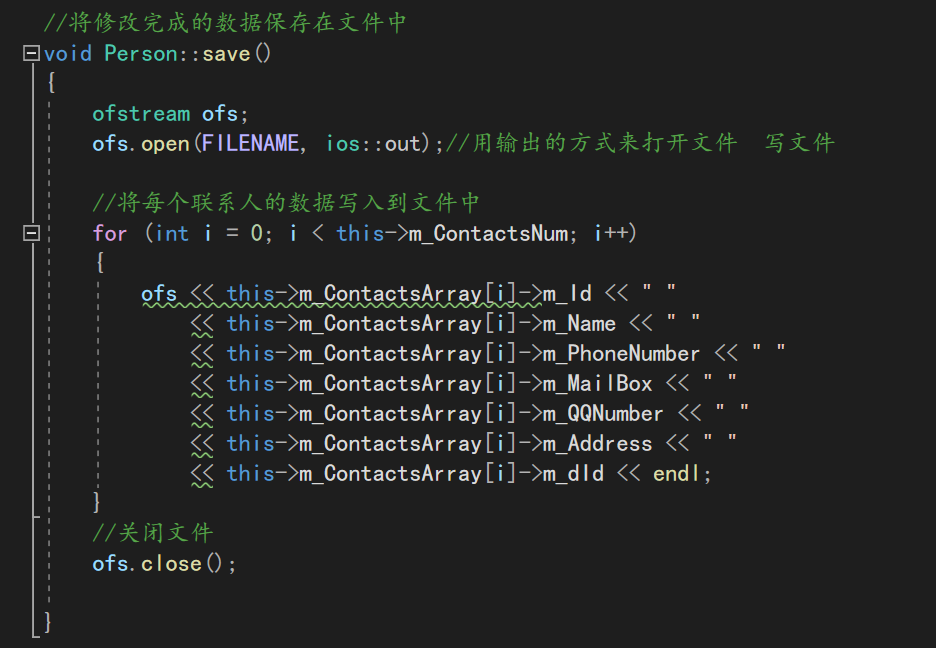 //将修改完成的数据保存在文件中
void Person::save()
{
ofstream ofs;
ofs.open(FILENAME, ios::out);//用输出的方式来打开文件  写文件
//将每个联系人的数据写入到文件中
for (int i = 0; i < this->m_ContactsNum; i++)
{
ofs << this->m_ContactsArray[i]->m_Id << " "
<< this->m_ContactsArray[i]->m_Name << " "
<< this->m_ContactsArray[i]->m_PhoneNumber << " "
<< this->m_ContactsArray[i]->m_MailBox << " "
<< this->m_ContactsArray[i]->m_QQNumber << " "
<< this->m_ContactsArray[i]->m_Address << " "
<< this->m_ContactsArray[i]->m_dId << endl;
}
//关闭文件
ofs.close();
}